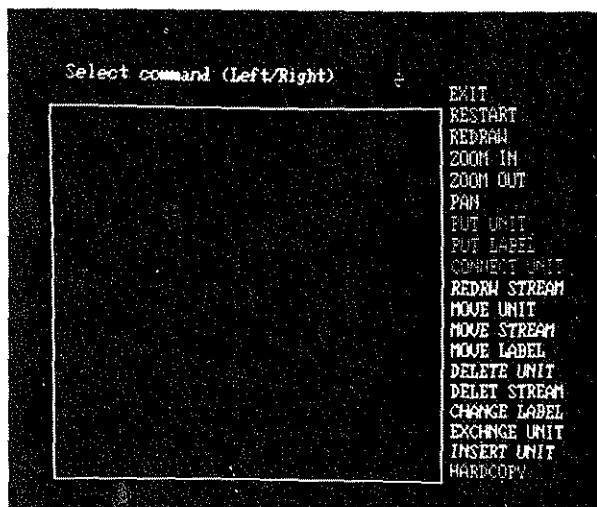 Select command (Left/Right)
EXIT
RESTART
REDRAW
ZOOM IN
ZOOM OUT
PAN
PUT UNIT
PUT LABEL
CONNECT UNIT
REDRW STREAM
MOVE UNIT
MOVE STREAM
MOVE LABEL
DELETE UNIT
DELET STREAM
CHANGE LABEL
EXCHNGE UNIT
INSERT UNIT
HARDCOPY